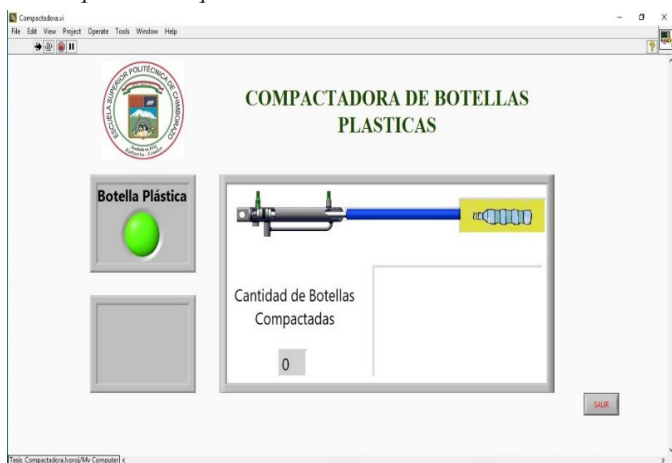 Compactadora.vi
File Edit View Project Operate Tools Window Help
ESCUELA SUPERIOR POLITÉCNICA DE CHIMBORAZO
COMPACTADORA DE BOTELLAS
PLASTICAS
Botella Plástica
Cantidad de Botellas
Compactadas
0
SALIR
Tesis Compactadora.lvproj/My Computer